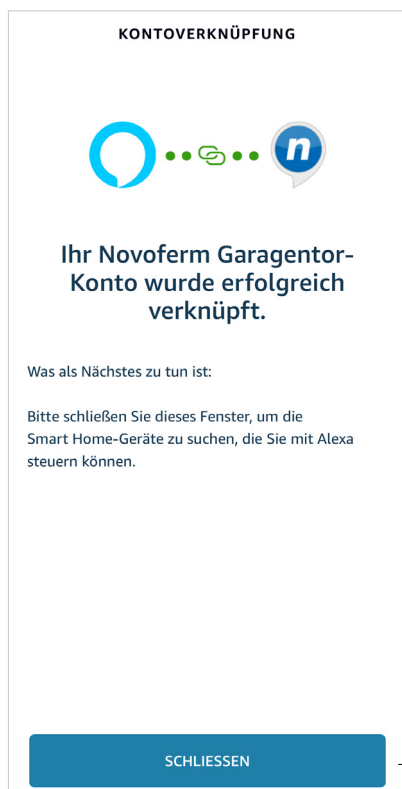 KONTOVERKNÜPFUNG
n
Ihr Novoferm Garagentor-
Konto wurde erfolgreich
verknüpft.
Was als Nächstes zu tun ist:
Bitte schließen Sie dieses Fenster, um die
Smart Home-Geräte zu suchen, die Sie mit Alexa
steuern können.
SCHLIESSEN